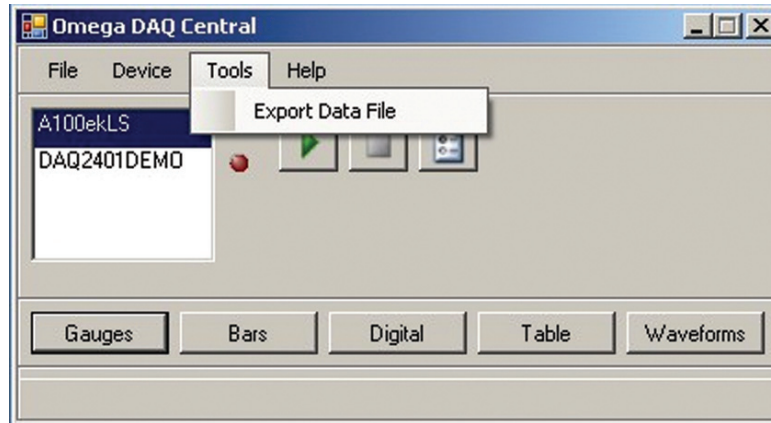 Omega DAQ Central
File Device Tools Help
Export Data File
A100ekLS
DAQ2401DEMO
Gauges Bars Digital Table Waveforms